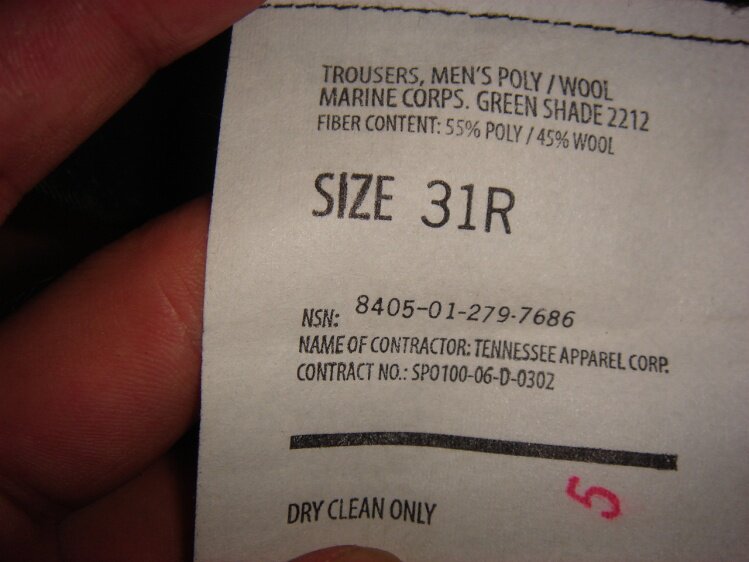 TROUSERS, MEN'S POLY / WOOL
MARINE CORPS. GREEN SHADE 2212
FIBER CONTENT: 55% POLY / 45% WOOL
SIZE 31R
NSN: 8405-01-279-7686
NAME OF CONTRACTOR: TENNESSEE APPAREL CORP.
CONTRACT NO.: SPO100-06-D-0302
DRY CLEAN ONLY
5